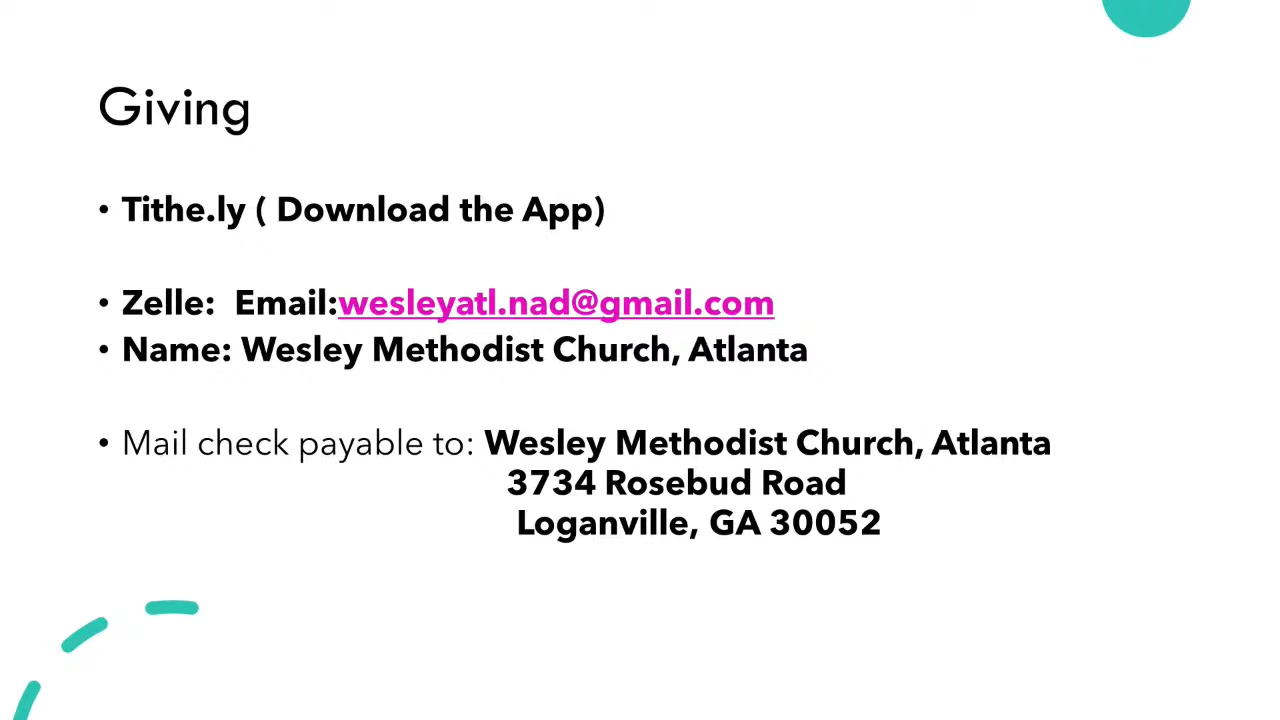 Giving
• Tithe.ly ( Download the App)
• Zelle:  Email:wesleyatl.nad@gmail.com
• Name: Wesley Methodist Church, Atlanta
• Mail check payable to: Wesley Methodist Church, Atlanta
3734 Rosebud Road
Loganville, GA 30052